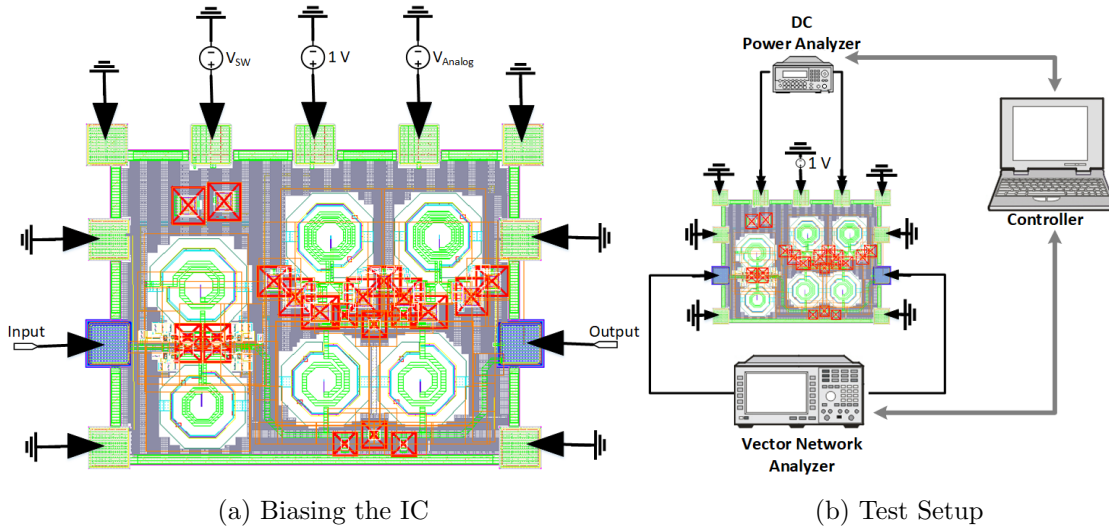 V_SW
1 V
V_Analog
Input
Output
(a) Biasing the IC
DC
Power Analyzer
1 V
Controller
Vector Network
Analyzer
(b) Test Setup